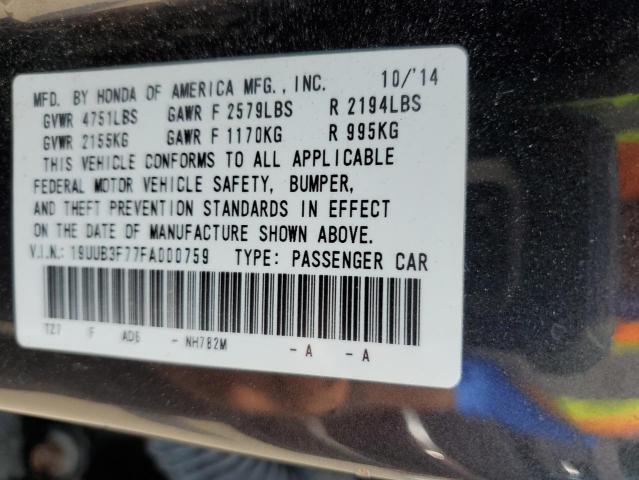 MFD. BY HONDA OF AMERICA MFG., INC. 10/'14
GVWR 4751LBS GAWR F 2579LBS R 2194LBS
GVWR 2155KG GAWR F 1170KG R 995KG
THIS VEHICLE CONFORMS TO ALL APPLICABLE
FEDERAL MOTOR VEHICLE SAFETY, BUMPER,
AND THEFT PREVENTION STANDARDS IN EFFECT
ON THE DATE OF MANUFACTURE SHOWN ABOVE.
V.I.N.: 19UUB3F77FA000759 TYPE: PASSENGER CAR
TZ7 F AD6 - NH782M - A - A